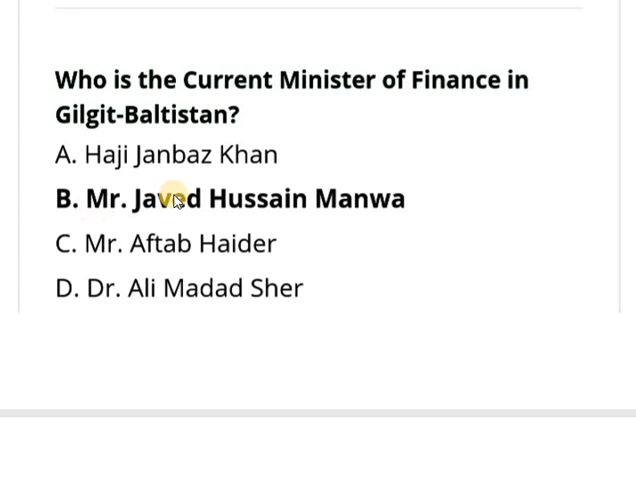 Who is the Current Minister of Finance in
Gilgit-Baltistan?
A. Haji Janbaz Khan
B. Mr. Javed Hussain Manwa
C. Mr. Aftab Haider
D. Dr. Ali Madad Sher